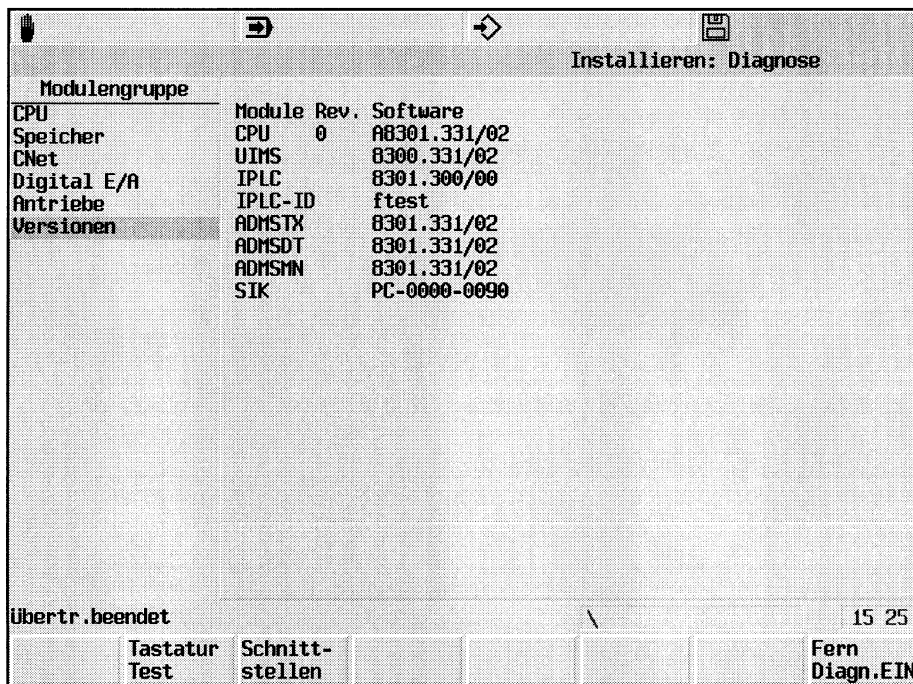 Installieren: Diagnose
Modulengruppe
CPU
Speicher
CNet
Digital E/A
Antriebe
Versionen
Module Rev. Software
CPU 0 A8301.331/02
UIMS 8300.331/02
IPLC 8301.300/00
IPLC-ID ftest
ADMSTX 8301.331/02
ADMSDT 8301.331/02
ADMSMN 8301.331/02
SIK PC-0000-0090
Übertr.beendet \ 15 25
Tastatur Test
Schnitt-
stellen
Fern
Diagn.EIN